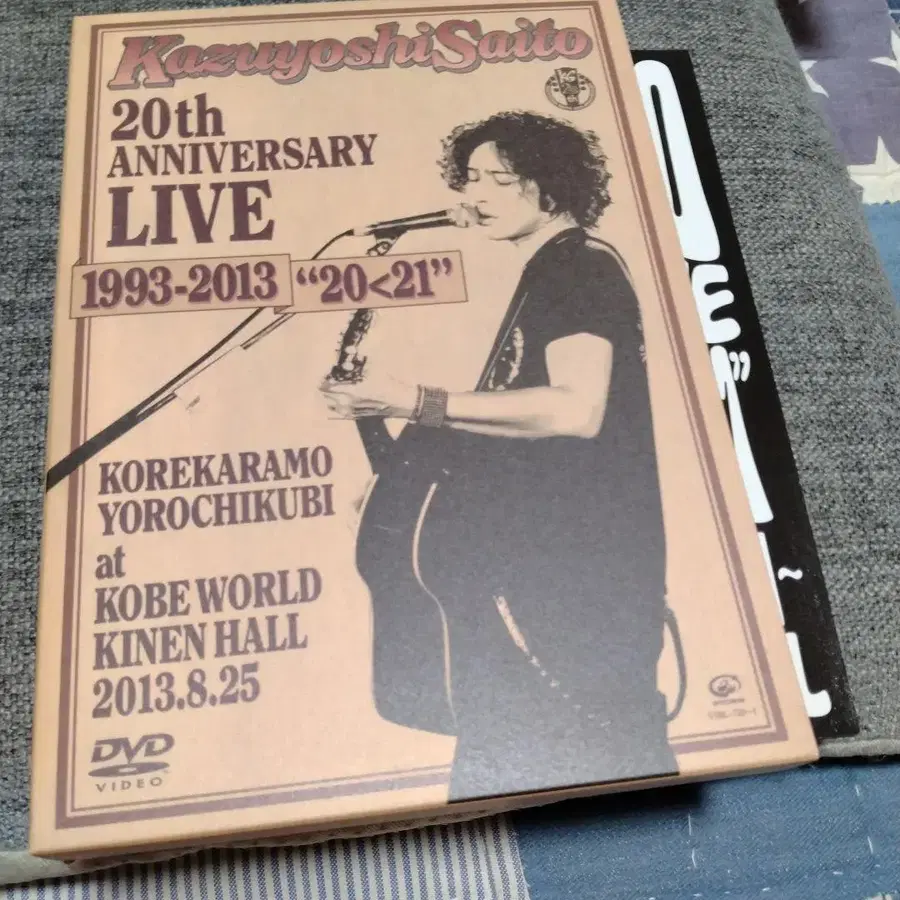 Kazuyoshi Saito
20th
ANNIVERSARY
LIVE
1993-2013 “20<21”
KOREKARAMO
YOROCHIKUBI
at
KOBE WORLD
KINEN HALL
2013.8.25
DVD
VIDEO